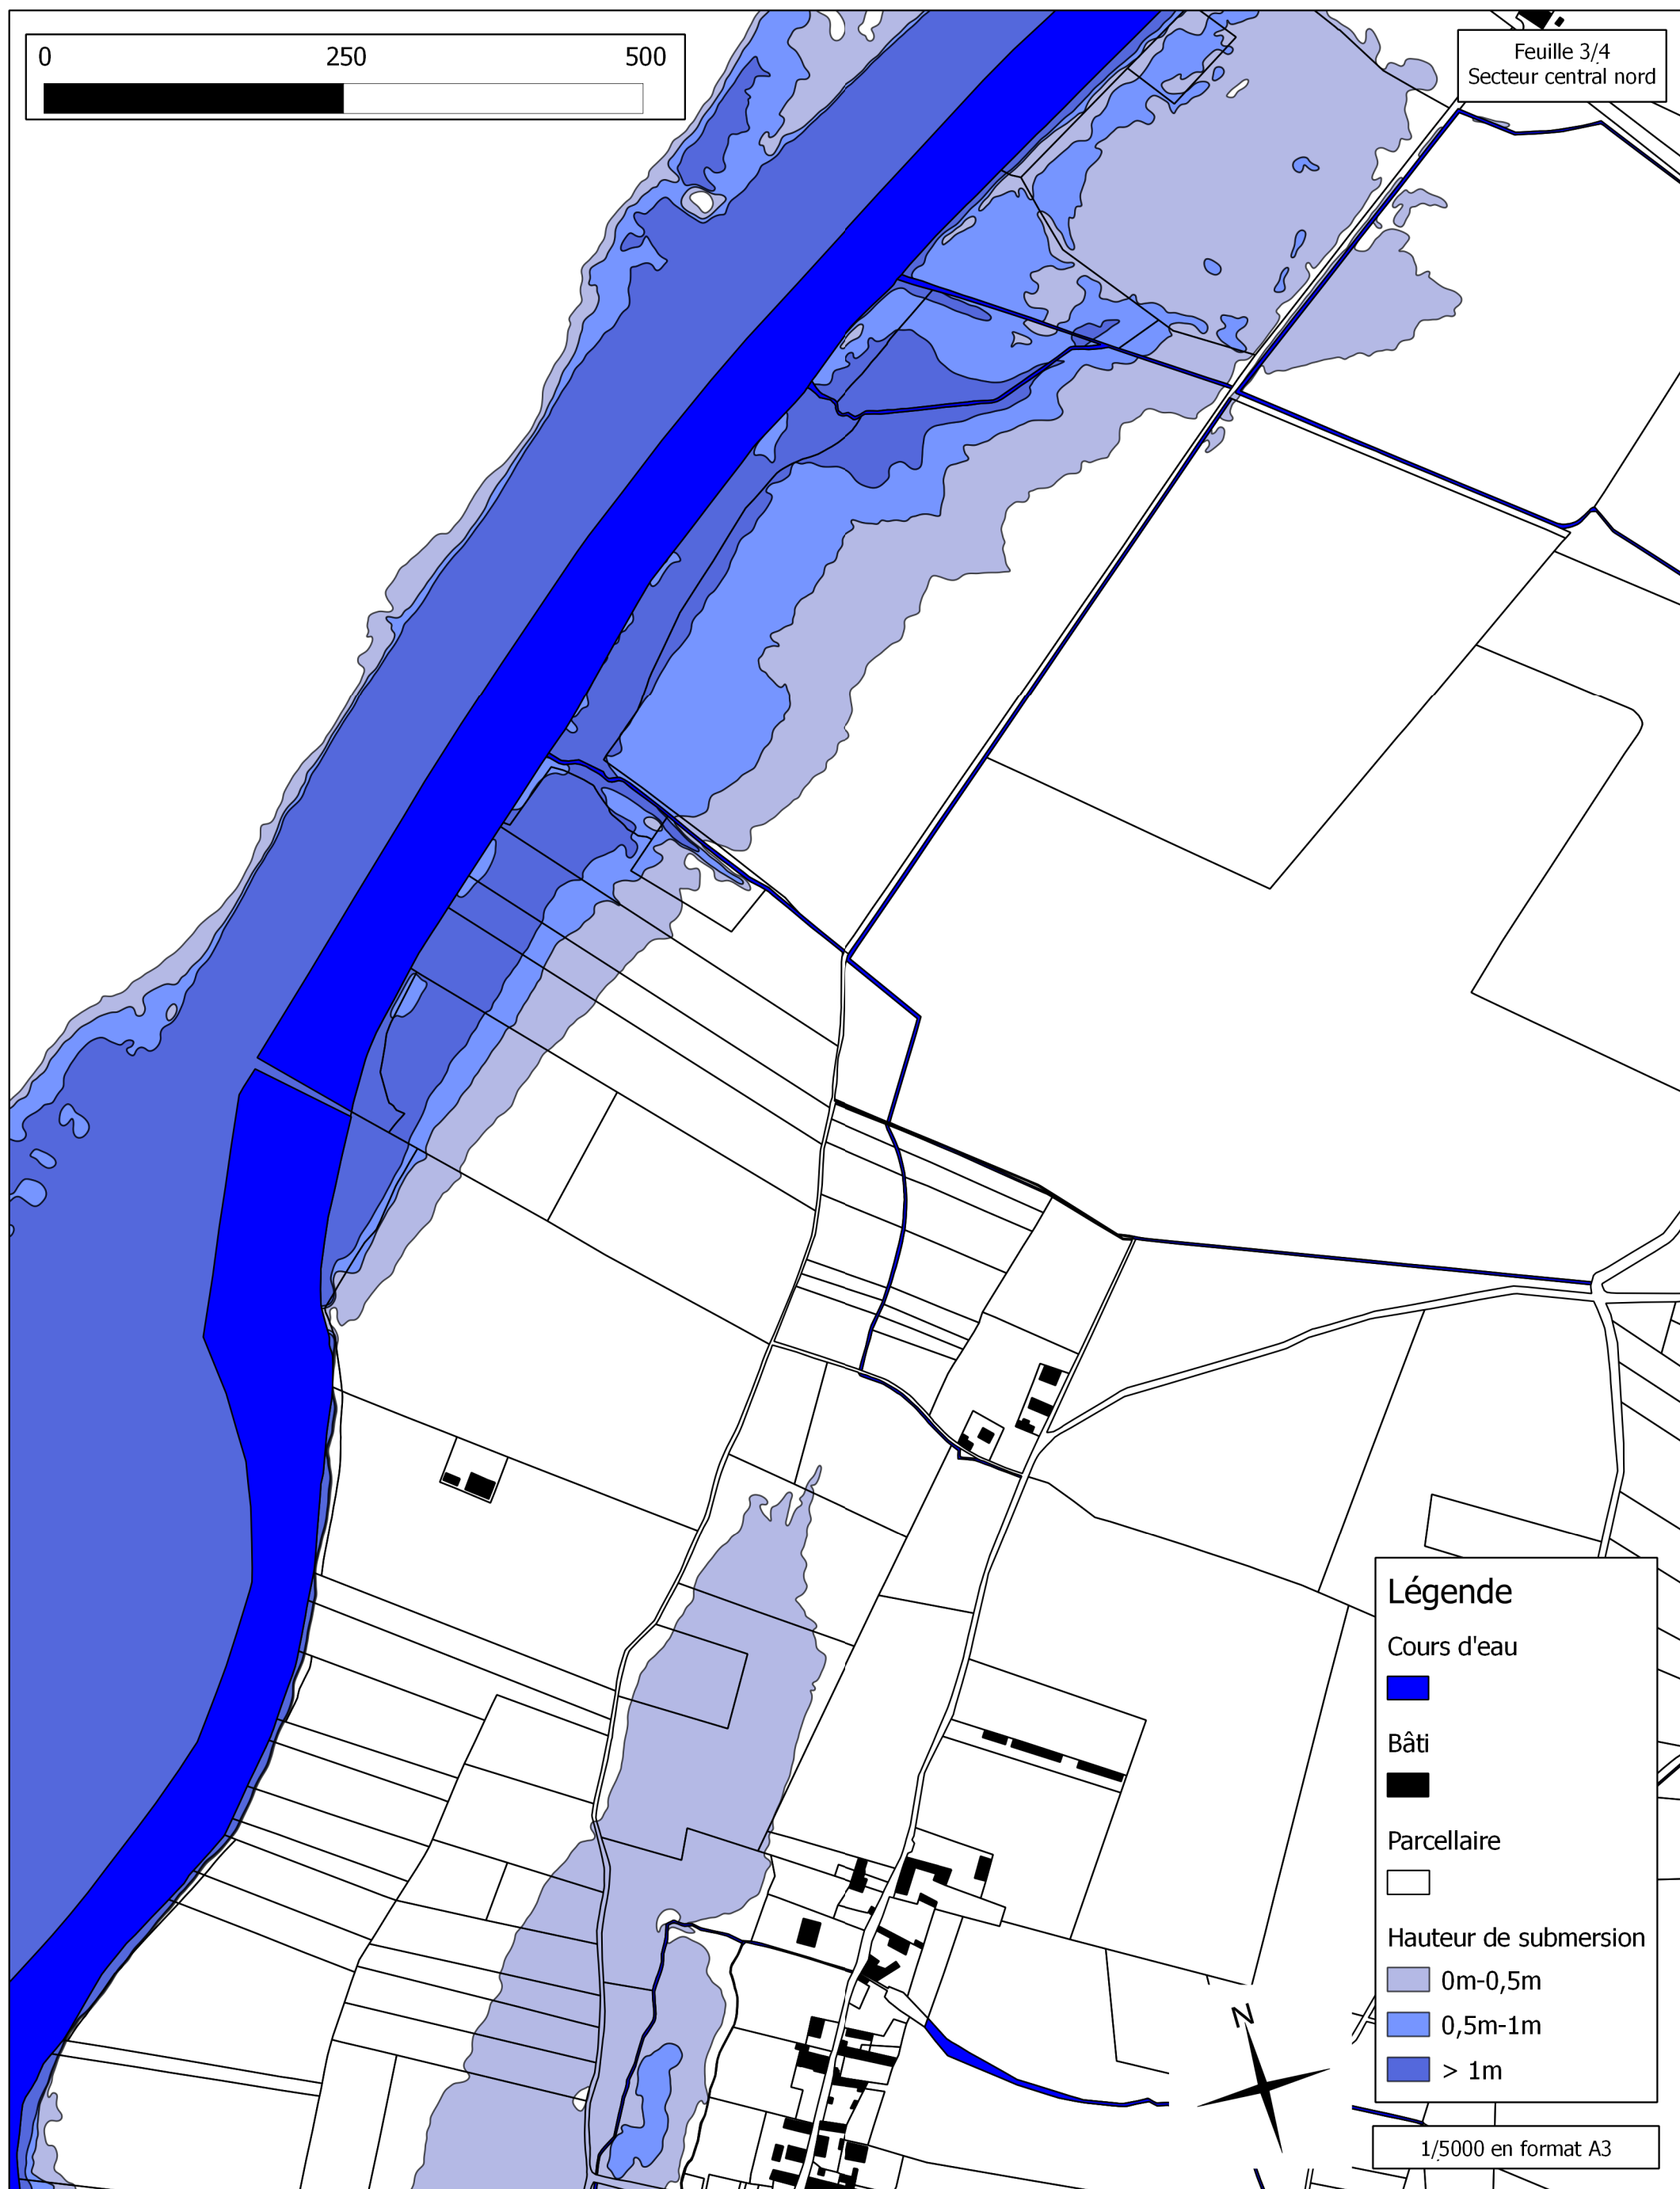 0 250 500
Feuille 3/4
Secteur central nord
Légende
Cours d'eau
Bâti
Parcellaire
Hauteur de submersion
0m-0,5m
0,5m-1m
> 1m
N
1/5000 en format A3